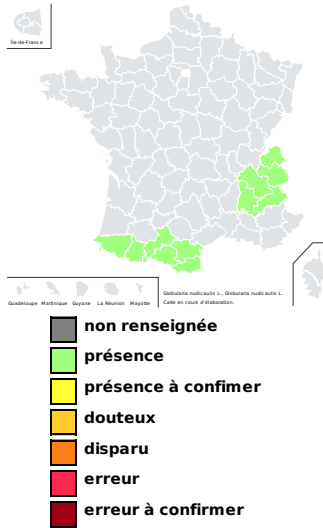 Île-de-France
Guadeloupe Martinique Guyane La Réunion Mayotte
Globularia nudicaulis L., Globularia nudicaulis L.
Carte en cours d'élaboration.
non renseignée
présence
présence à confimer
douteux
disparu
erreur
erreur à confirmer